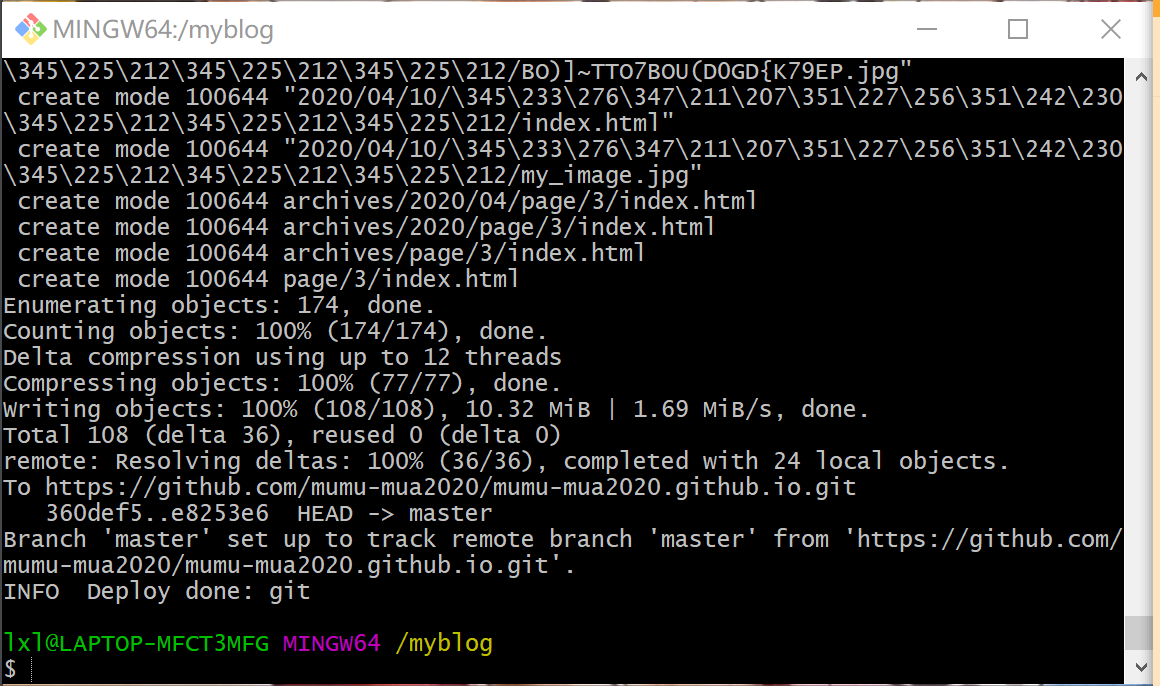 MINGW64:/myblog
\345\225\212\345\225\212\345\225\212/BO)]~TTO7BOU(D0GD{K79EP.jpg"
create mode 100644 "2020/04/10/\345\233\276\347\211\207\351\227\256\351\242\230
\345\225\212\345\225\212\345\225\212/index.html"
create mode 100644 "2020/04/10/\345\233\276\347\211\207\351\227\256\351\242\230
\345\225\212\345\225\212\345\225\212/my_image.jpg"
create mode 100644 archives/2020/04/page/3/index.html
create mode 100644 archives/2020/page/3/index.html
create mode 100644 archives/page/3/index.html
create mode 100644 page/3/index.html
Enumerating objects: 174, done.
Counting objects: 100% (174/174), done.
Delta compression using up to 12 threads
Compressing objects: 100% (77/77), done.
Writing objects: 100% (108/108), 10.32 MiB | 1.69 MiB/s, done.
Total 108 (delta 36), reused 0 (delta 0)
remote: Resolving deltas: 100% (36/36), completed with 24 local objects.
To https://github.com/mumu-mua2020/mumu-mua2020.github.io.git
360def5..e8253e6  HEAD -> master
Branch 'master' set up to track remote branch 'master' from 'https://github.com/
mumu-mua2020/mumu-mua2020.github.io.git'.
INFO  Deploy done: git
lxl@LAPTOP-MFCT3MFG MINGW64 /myblog
$